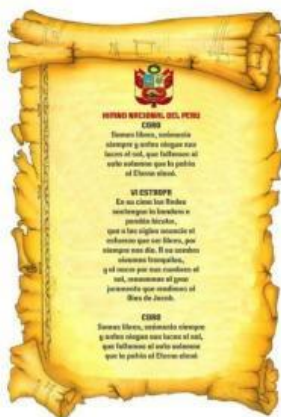 HIMNO NACIONAL DEL PERÚ
CORO
Somos libres, seámoslo
siempre y antes niegue sus
luces el sol, que faltemos al
voto solemne que la patria
al Eterno elevó.
VI ESTROFA
En su cima los Andes
sostengan la bandera o
pendón bicolor,
que a los siglos anuncie el
esfuerzo que ser libres, por
siempre nos dio. A su sombra
vivamos tranquilos,
y al nacer por sus cumbres el
sol, renovemos el gran
juramento que rendimos al
Dios de Jacob.
CORO
Somos libres, seámoslo siempre
y antes niegue sus luces el sol,
que faltemos al voto solemne
que la patria al Eterno elevó